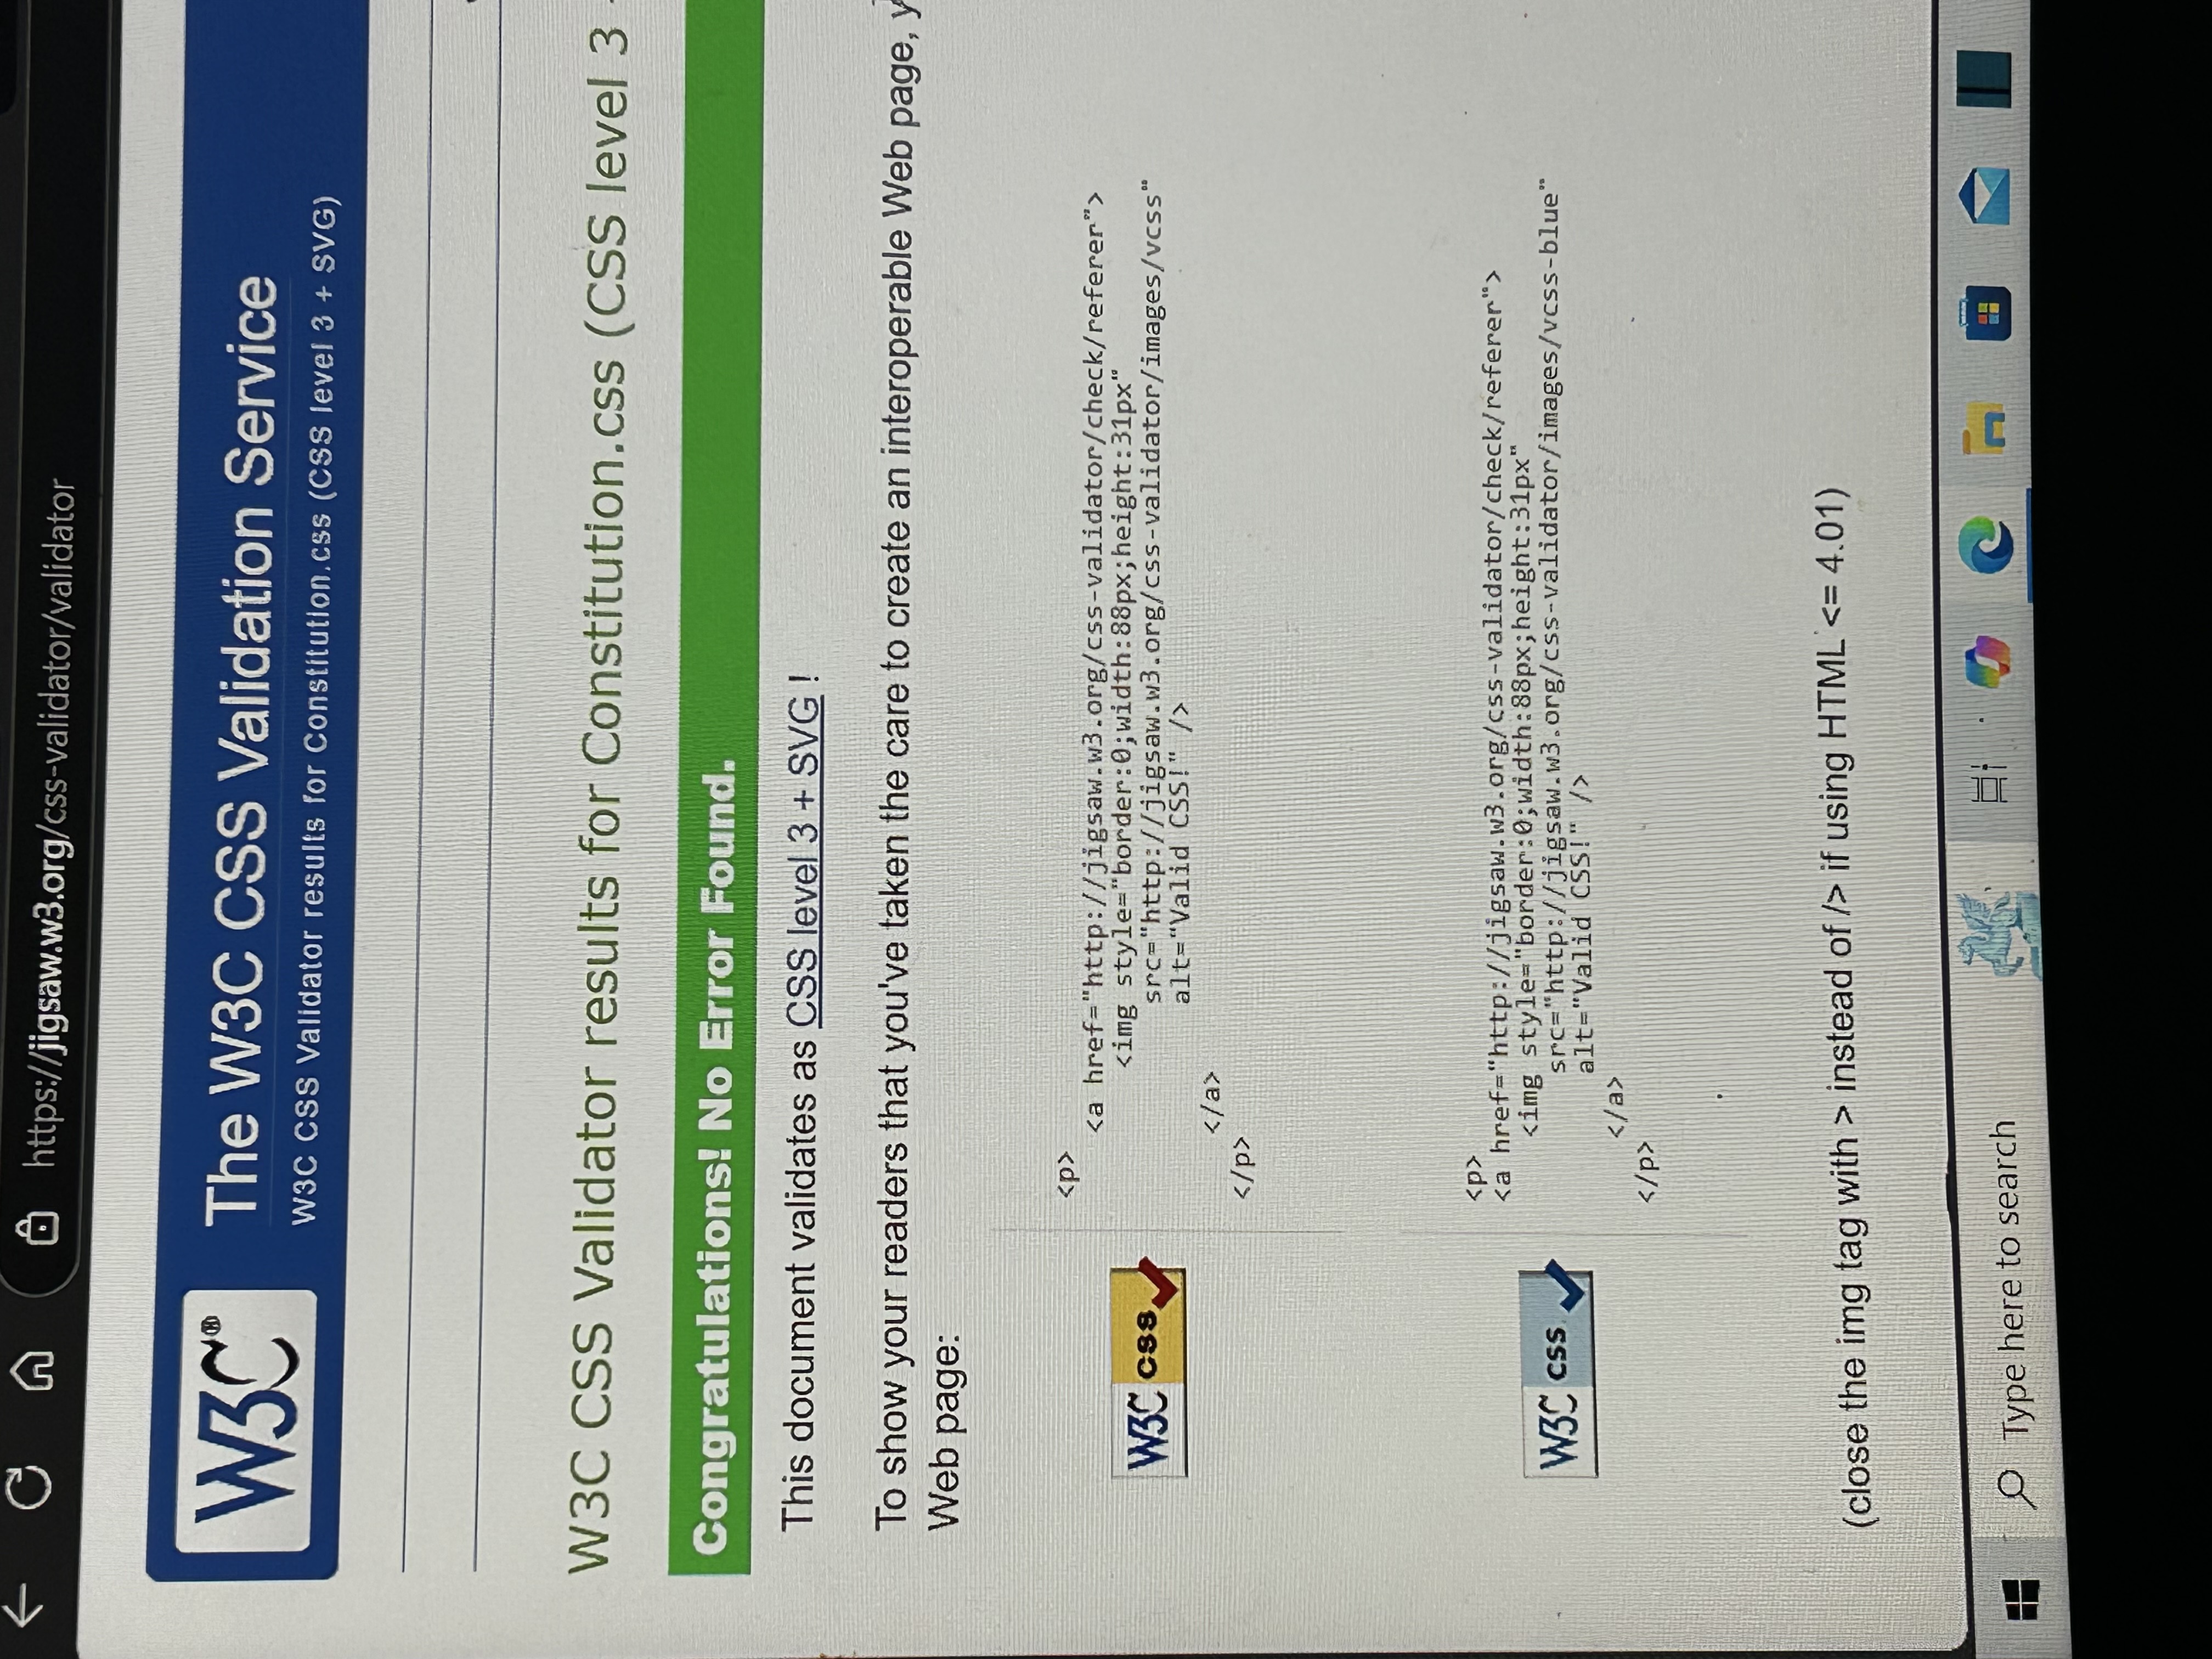 https://jigsaw.w3.org/css-validator/validator
W3C®
The W3C CSS Validation Service
W3C CSS Validator results for Constitution.css (CSS level 3 + SVG)
W3C CSS Validator results for Constitution.css (CSS level 3
Congratulations! No Error Found.
This document validates as CSS level 3 + SVG !
To show your readers that you've taken the care to create an interoperable Web page, y
Web page:
<p>
<a href="http://jigsaw.w3.org/css-validator/check/referer">
<img style="border:0;width:88px;height:31px"
src="http://jigsaw.w3.org/css-validator/images/vcss"
alt="Valid CSS!" />
</a>
</p>
W3C css
<p>
<a href="http://jigsaw.w3.org/css-validator/check/referer">
<img style="border:0;width:88px;height:31px"
src="http://jigsaw.w3.org/css-validator/images/vcss-blue"
alt="Valid CSS!" />
</a>
</p>
W3C css
(close the img tag with > instead of /> if using HTML <= 4.01)
Type here to search